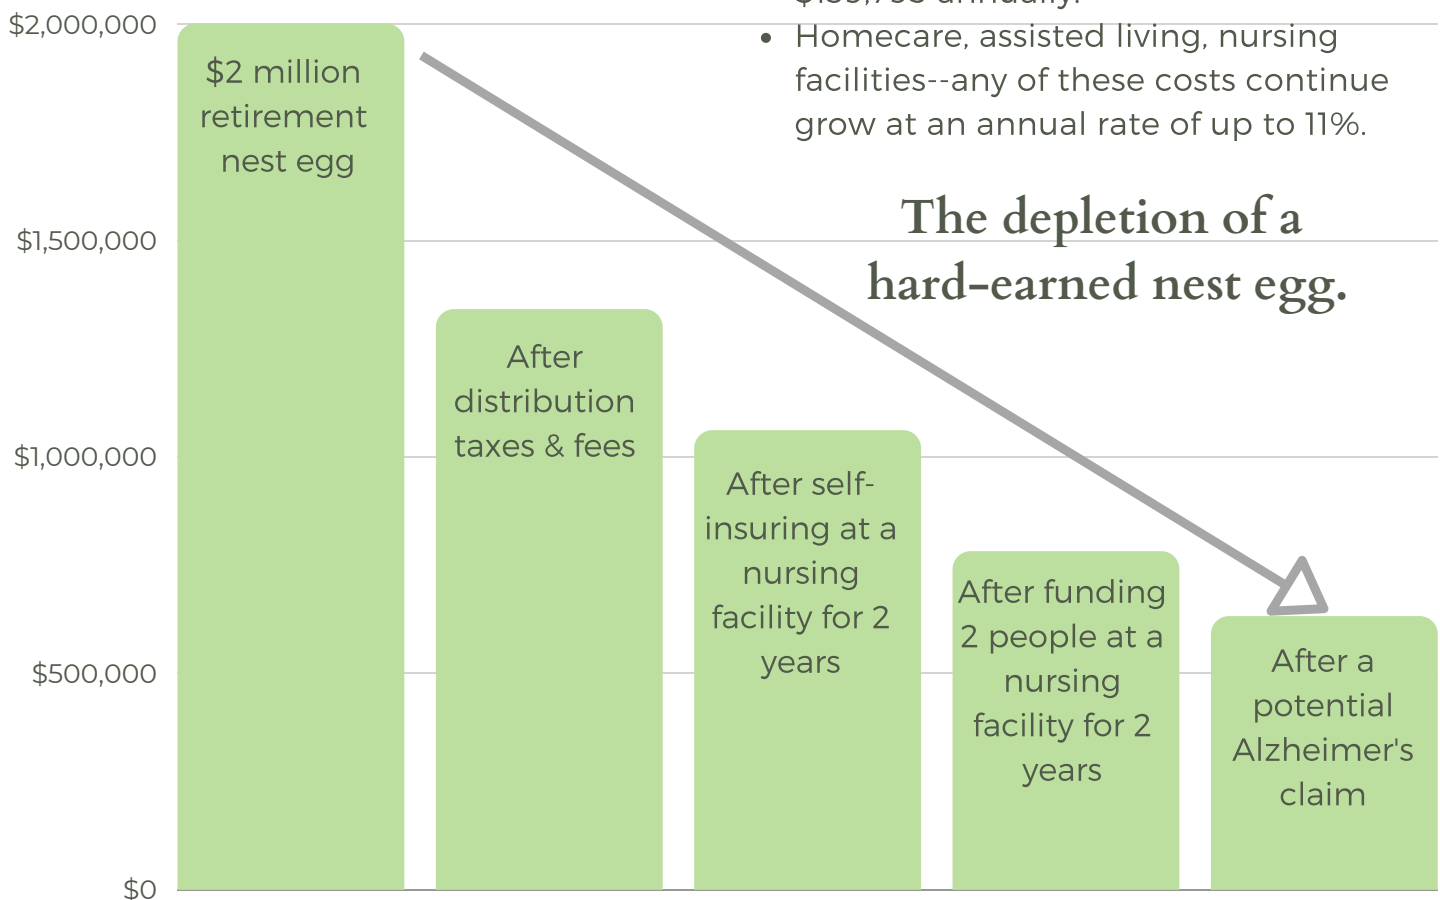 $2,000,000
$1,500,000
$1,000,000
$500,000
$0
annually.
• Homecare, assisted living, nursing
facilities--any of these costs continue
grow at an annual rate of up to 11%.
The depletion of a
hard-earned nest egg.
$2 million
retirement
nest egg
After
distribution
taxes & fees
After self-
insuring at a
nursing
facility for 2
years
After funding
2 people at a
nursing
facility for 2
years
After a
potential
Alzheimer's
claim